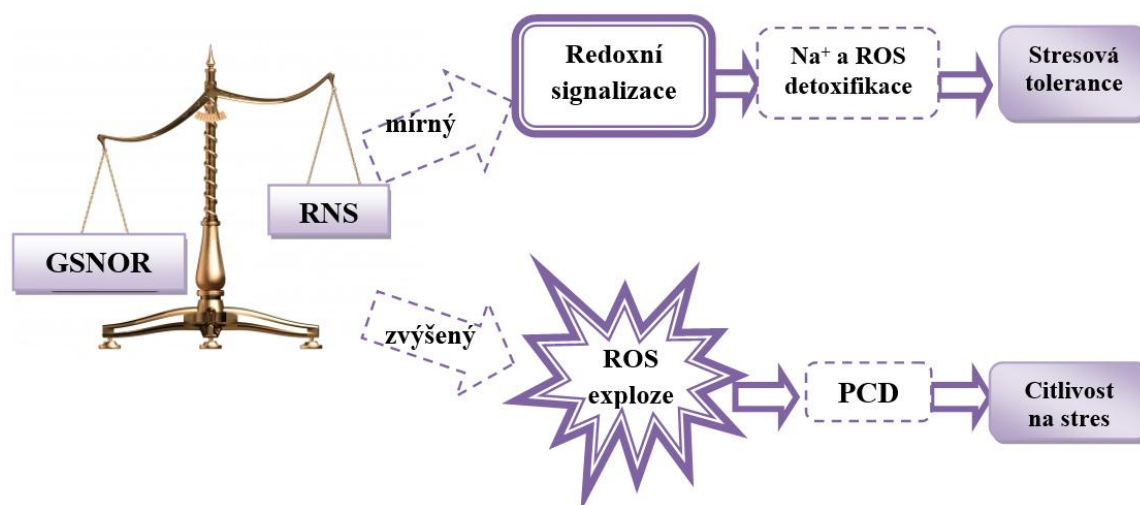 GSNOR
RNS
mírný
Redoxní
signalizace
Na⁺ a ROS
detoxifikace
Stresová
tolerance
zvýšený
ROS
exploze
PCD
Citlivost
na stres